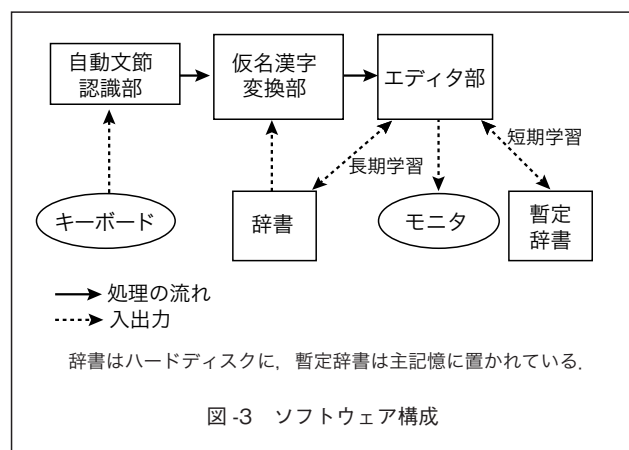 自動文節
認識部
仮名漢字
変換部
エディタ部
短期学習
長期学習
キーボード
辞書
モニタ
暫定
辞書
処理の流れ
入出力
辞書はハードディスクに，暫定辞書は主記憶に置かれている．
図 -3　ソフトウェア構成